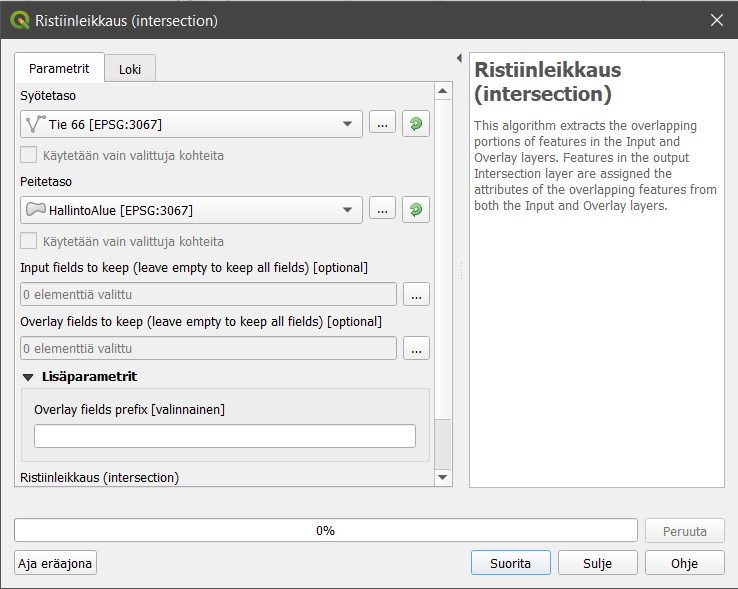 Ristiinleikkaus (intersection)
Parametrit
Loki
Syötetaso
Tie 66 [EPSG:3067]
...
Käytetään vain valittuja kohteita
Peitetaso
HallintoAlue [EPSG:3067]
...
Käytetään vain valittuja kohteita
Input fields to keep (leave empty to keep all fields) [optional]
0 elementtiä valittu
...
Overlay fields to keep (leave empty to keep all fields) [optional]
0 elementtiä valittu
...
Lisäparametrit
Overlay fields prefix [valinnainen]
Ristiinleikkaus (intersection)
Ristiinleikkaus
(intersection)
This algorithm extracts the overlapping
portions of features in the Input and
Overlay layers. Features in the output
Intersection layer are assigned the
attributes of the overlapping features from
both the Input and Overlay layers.
0%
Peruuta
Aja eräajona
Suorita
Sulje
Ohje